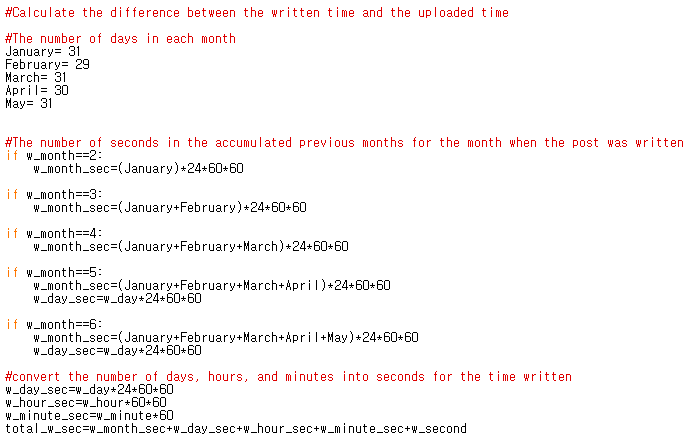 #Calculate the difference between the written time and the uploaded time
#The number of days in each month
January= 31
February= 29
March= 31
April= 30
May= 31
#The number of seconds in the accumulated previous months for the month when the post was written
if w_month==2:
    w_month_sec=(January)*24*60*60
if w_month==3:
    w_month_sec=(January+February)*24*60*60
if w_month==4:
    w_month_sec=(January+February+March)*24*60*60
if w_month==5:
    w_month_sec=(January+February+March+April)*24*60*60
    w_day_sec=w_day*24*60*60
if w_month==6:
    w_month_sec=(January+February+March+April+May)*24*60*60
    w_day_sec=w_day*24*60*60
#convert the number of days, hours, and minutes into seconds for the time written
w_day_sec=w_day*24*60*60
w_hour_sec=w_hour*60*60
w_minute_sec=w_minute*60
total_w_sec=w_month_sec+w_day_sec+w_hour_sec+w_minute_sec+w_second